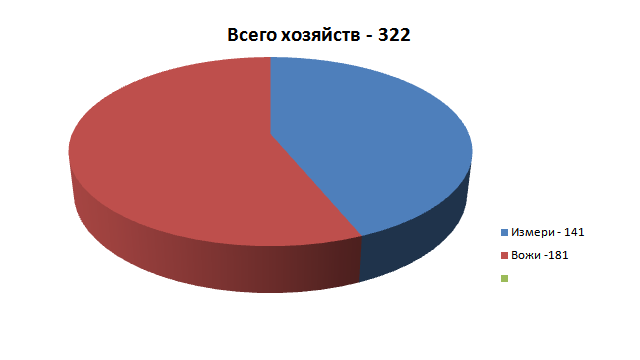 Всего хозяйств - 322
Измери - 141
Вожи -181